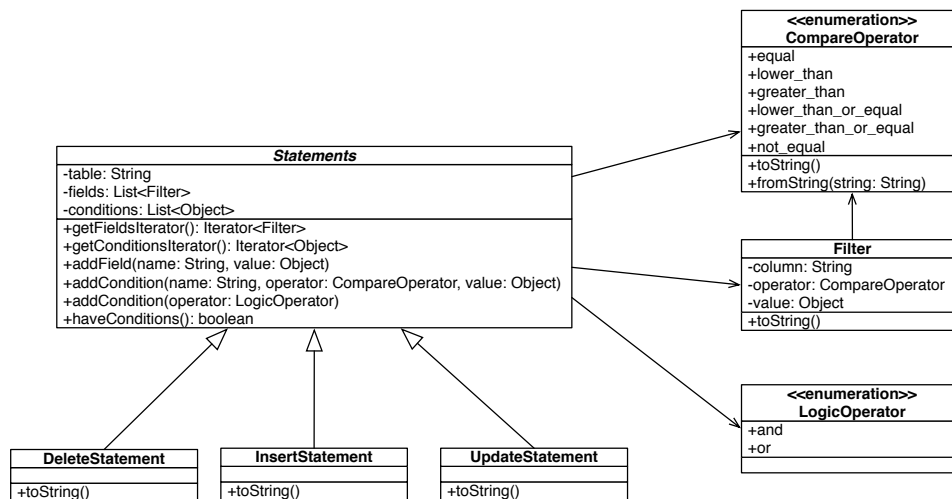 <<enumeration>>
CompareOperator
+equal
+lower_than
+greater_than
+lower_than_or_equal
+greater_than_or_equal
+not_equal
+toString()
+fromString(string: String)
Statements
-table: String
-fields: List<Filter>
-conditions: List<Object>
+getFieldsIterator(): Iterator<Filter>
+getConditionsIterator(): Iterator<Object>
+addField(name: String, value: Object)
+addCondition(name: String, operator: CompareOperator, value: Object)
+addCondition(operator: LogicOperator)
+haveConditions(): boolean
Filter
-column: String
-operator: CompareOperator
-value: Object
+toString()
<<enumeration>>
LogicOperator
+and
+or
DeleteStatement
+toString()
InsertStatement
+toString()
UpdateStatement
+toString()